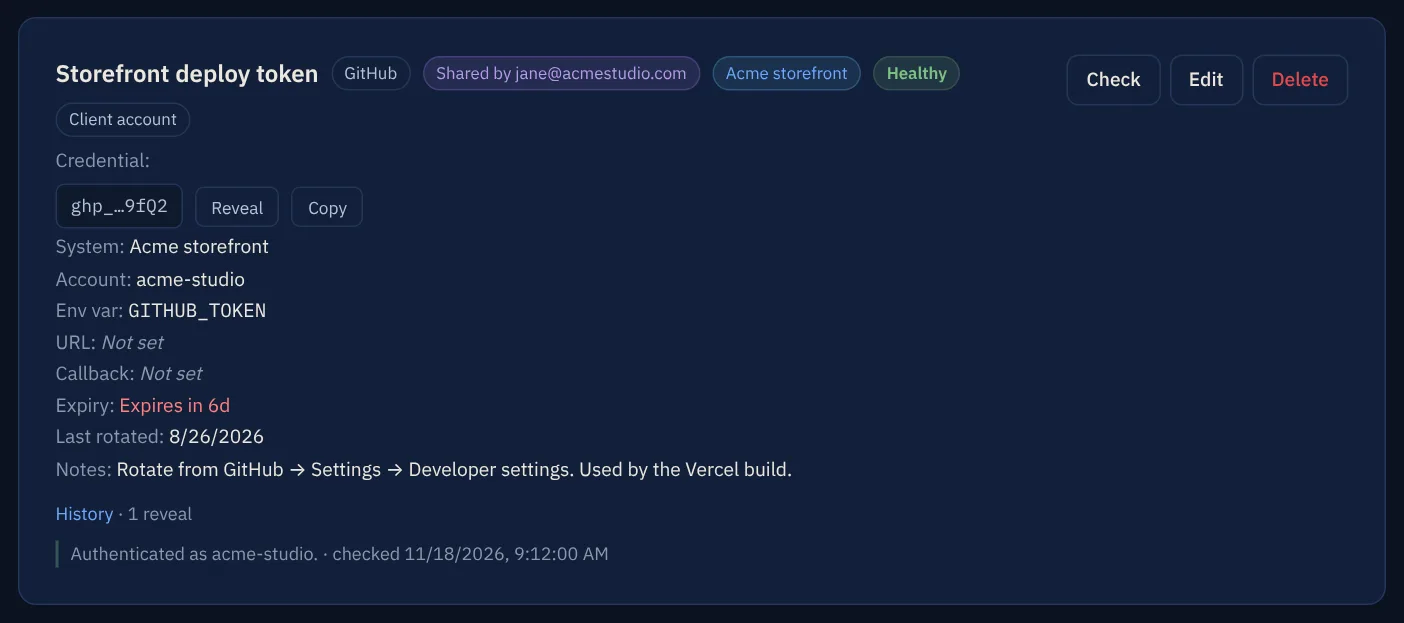 Storefront deploy token GitHub Shared by jane@acmestudio.com Acme storefront Healthy Check Edit Delete
Client account
Credential:
ghp_…9fQ2 Reveal Copy
System: Acme storefront
Account: acme-studio
Env var: GITHUB_TOKEN
URL: Not set
Callback: Not set
Expiry: Expires in 6d
Last rotated: 8/26/2026
Notes: Rotate from GitHub → Settings → Developer settings. Used by the Vercel build.
History · 1 reveal
Authenticated as acme-studio. · checked 11/18/2026, 9:12:00 AM